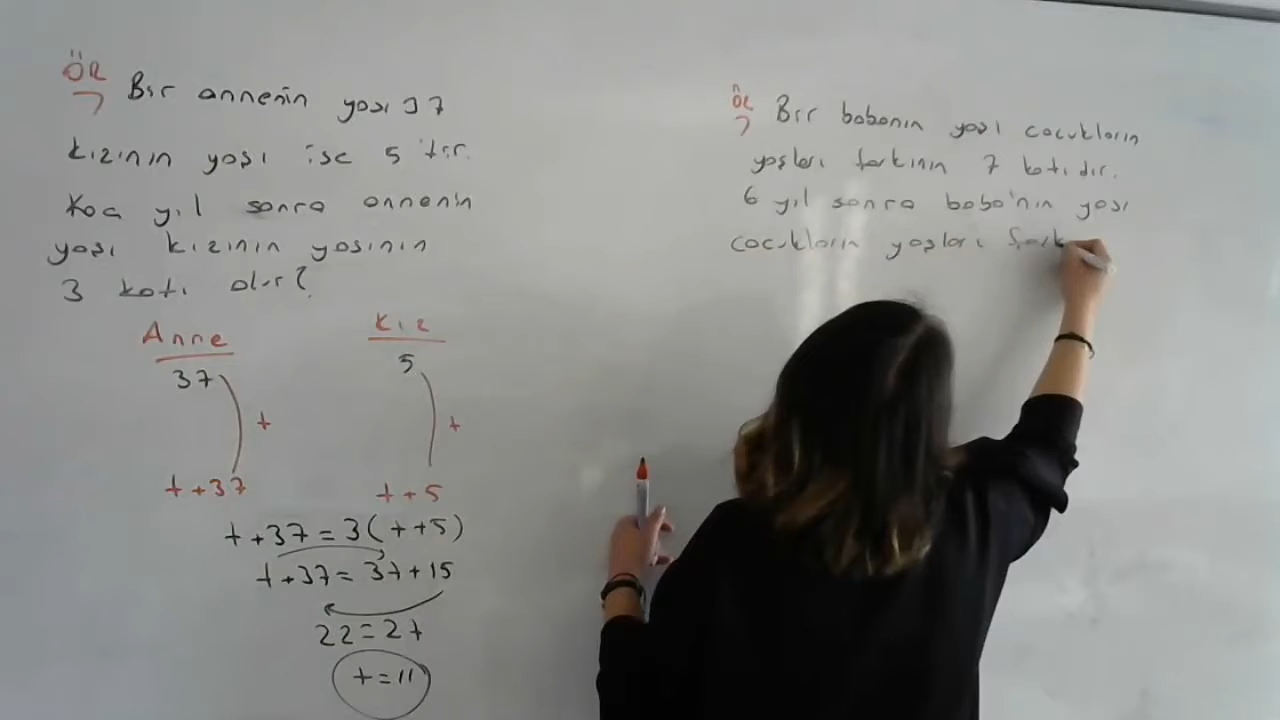 ÖR
Bir annenin yaşı 37
kızının yaşı ise 5 'tir.
Kaç yıl sonra annenin
yaşı kızının yaşının
3 katı olur?
Anne Kız
37 5
+ +
t+37 t+5
t+37=3(t+5)
t+37=3t+15
22=2t
t=11
ÖR
Bir babanın yaşı çocukların
yaşları farkının 7 katıdır.
6 yıl sonra baba'nın yaşı
çocukların yaşları fark